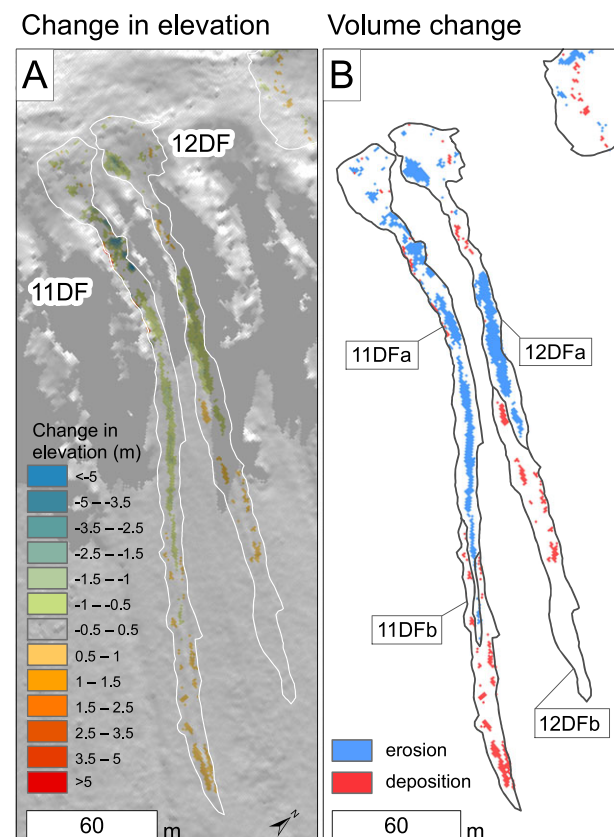 Change in elevation
Volume change
A
B
12DF
11DF
11DFa
12DFa
11DFb
12DFb
Change in
elevation (m)
<-5
-5 – -3.5
-3.5 – -2.5
-2.5 – -1.5
-1.5 – -1
-1 – -0.5
-0.5 – 0.5
0.5 – 1
1 – 1.5
1.5 – 2.5
2.5 – 3.5
3.5 – 5
>5
erosion
deposition
60 m
z
60 m